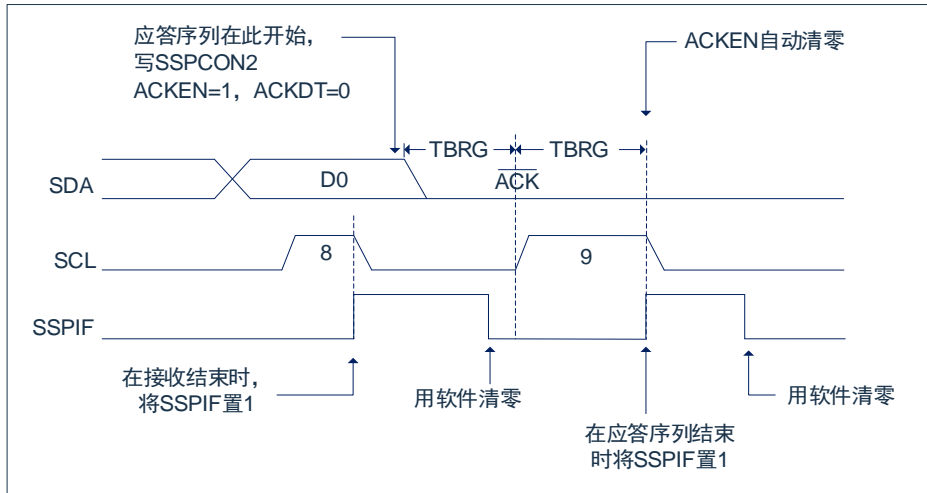 应答序列在此开始，
写SSPCON2
ACKEN=1，ACKDT=0
ACKEN自动清零
TBRG
TBRG
SDA
D0
ACK
SCL
8
9
SSPIF
在接收结束时，
将SSPIF置1
用软件清零
在应答序列结束
时将SSPIF置1
用软件清零